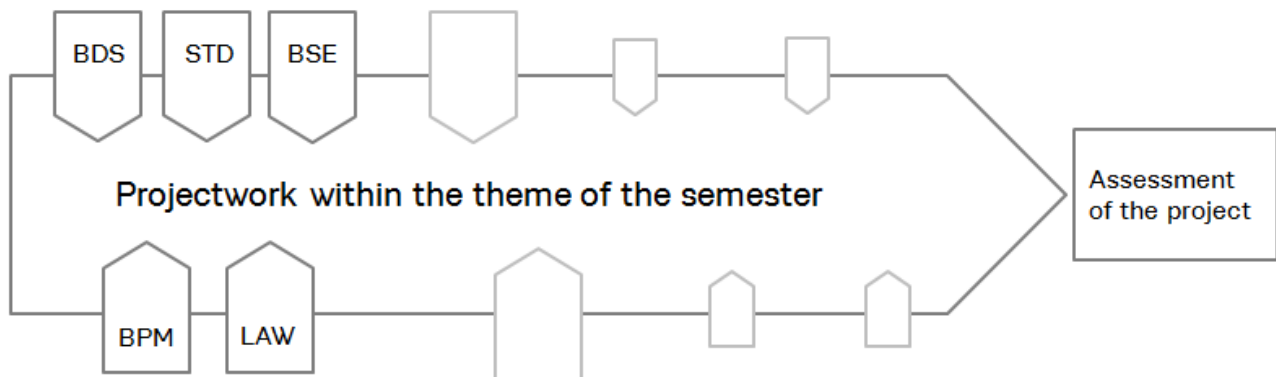 BDS
STD
BSE
Projectwork within the theme of the semester
Assessment
of the project
BPM
LAW